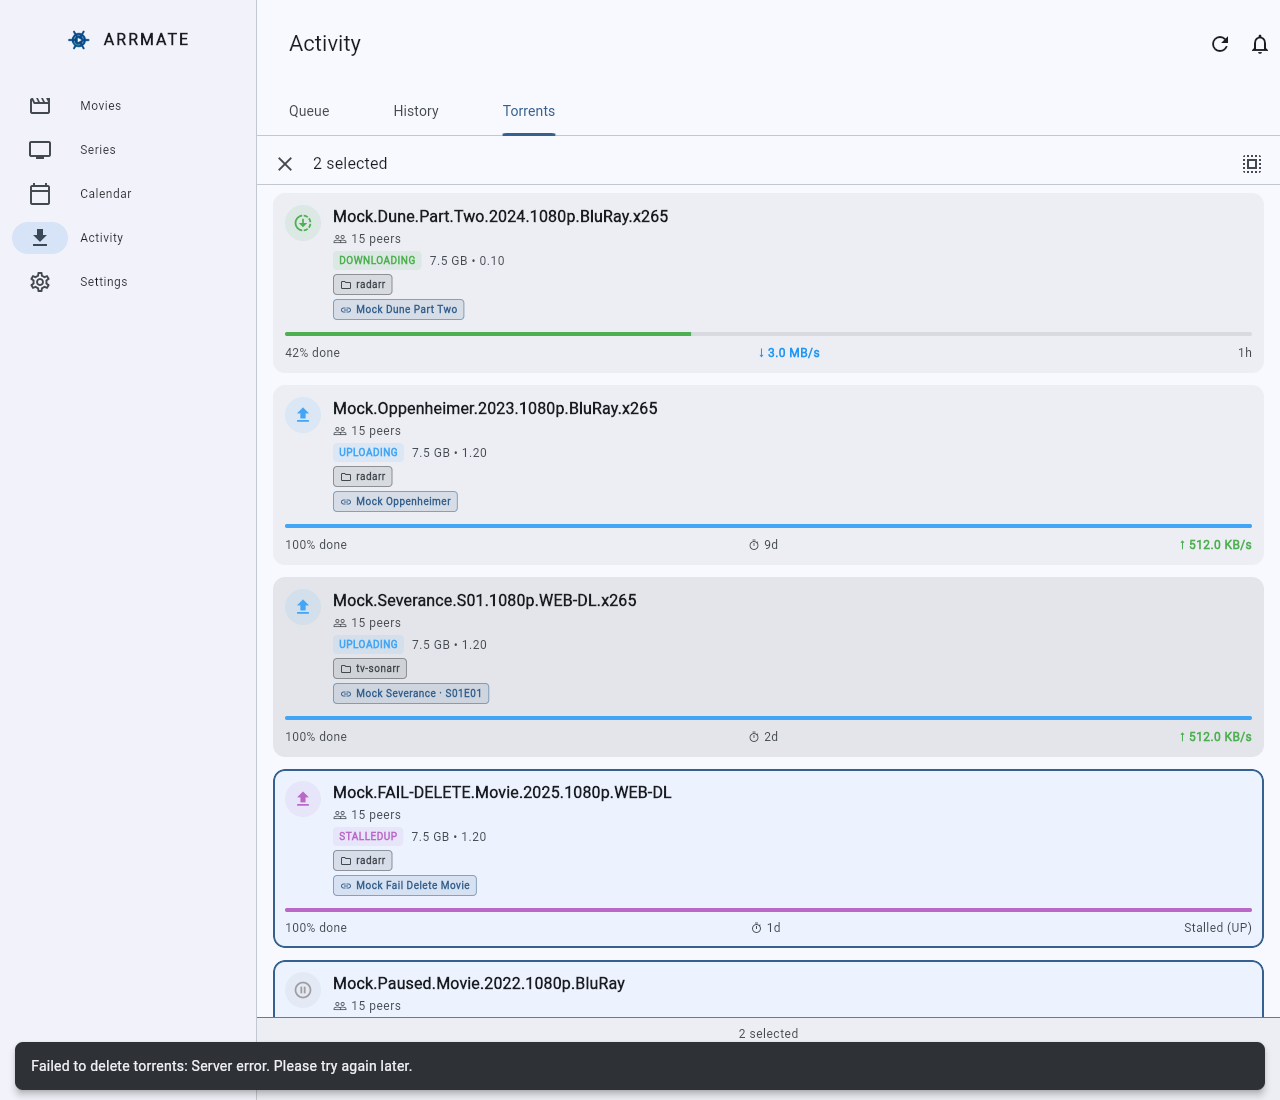 ARRMATE
Movies
Series
Calendar
Activity
Settings
Activity
Queue
History
Torrents
2 selected
Mock.Dune.Part.Two.2024.1080p.BluRay.x265
15 peers
DOWNLOADING 7.5 GB • 0.10
radarr
Mock Dune Part Two
42% done ↓ 3.0 MB/s 1h
Mock.Oppenheimer.2023.1080p.BluRay.x265
15 peers
UPLOADING 7.5 GB • 1.20
radarr
Mock Oppenheimer
100% done 9d ↑ 512.0 KB/s
Mock.Severance.S01.1080p.WEB-DL.x265
15 peers
UPLOADING 7.5 GB • 1.20
tv-sonarr
Mock Severance · S01E01
100% done 2d ↑ 512.0 KB/s
Mock.FAIL-DELETE.Movie.2025.1080p.WEB-DL
15 peers
STALLEDUP 7.5 GB • 1.20
radarr
Mock Fail Delete Movie
100% done 1d Stalled (UP)
Mock.Paused.Movie.2022.1080p.BluRay
15 peers
2 selected
Failed to delete torrents: Server error. Please try again later.